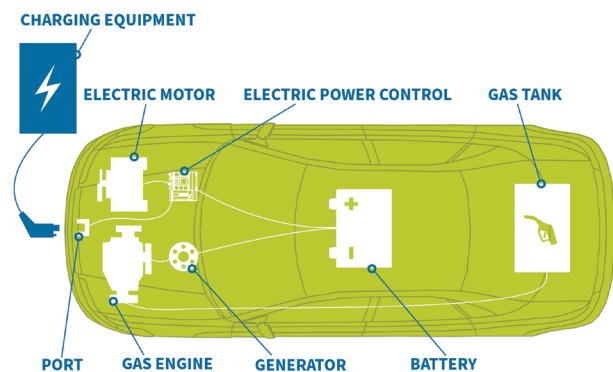 CHARGING EQUIPMENT
ELECTRIC MOTOR
ELECTRIC POWER CONTROL
GAS TANK
PORT
GAS ENGINE
GENERATOR
BATTERY